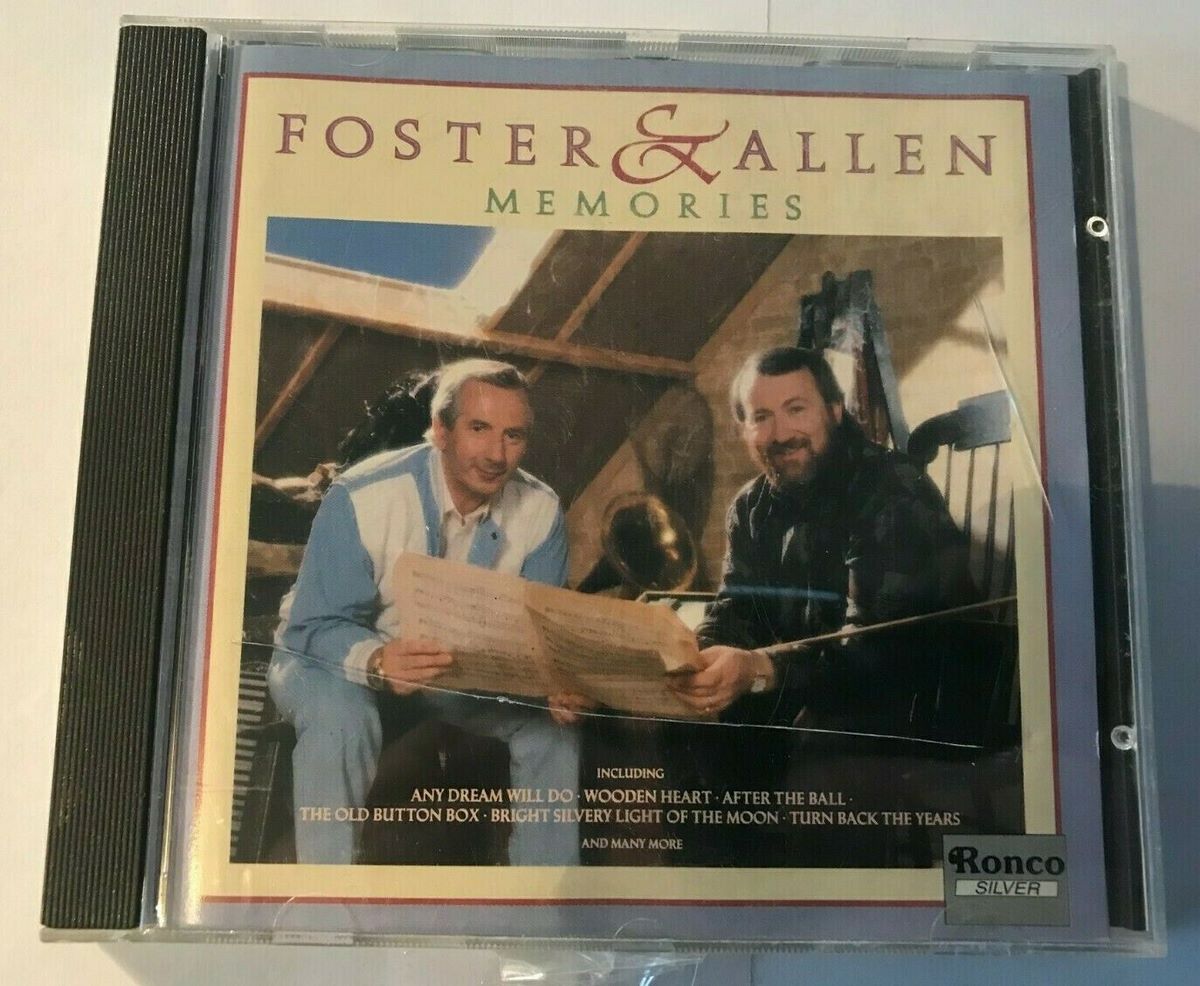 FOSTER & ALLEN
MEMORIES
INCLUDING
ANY DREAM WILL DO · WOODEN HEART · AFTER THE BALL ·
THE OLD BUTTON BOX · BRIGHT SILVERY LIGHT OF THE MOON · TURN BACK THE YEARS
AND MANY MORE
Ronco
SILVER